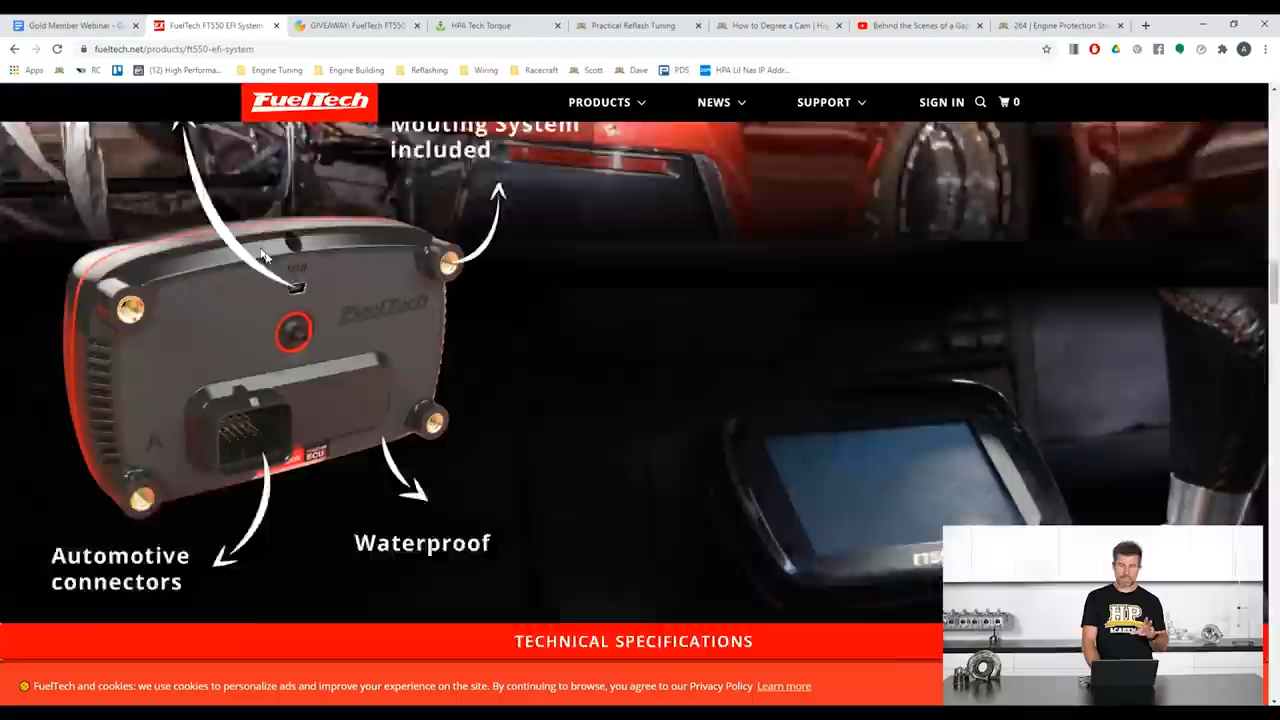 Gold Member Webinar - G
FuelTech FT550 EFI System
GIVEAWAY: FuelTech FT550
HPA Tech Torque
Practical Reflash Tuning
How to Degree a Cam | Hi
Behind the Scenes of a Gap
264 | Engine Protection Str
fueltech.net/products/ft550-efi-system
Apps
RC
(12) High Performa...
Engine Tuning
Engine Building
Reflashing
Wiring
Racecraft
Scott
Dave
PDS
HPA Lil Nas IP Addr...
FuelTech
PRODUCTS
NEWS
SUPPORT
SIGN IN
0
Mouting System
included
USB
FuelTech
A
ECU
Automotive
connectors
Waterproof
HP
ACADEMY
TECHNICAL SPECIFICATIONS
FuelTech and cookies: we use cookies to personalize ads and improve your experience on the site. By continuing to browse, you agree to our Privacy Policy Learn more